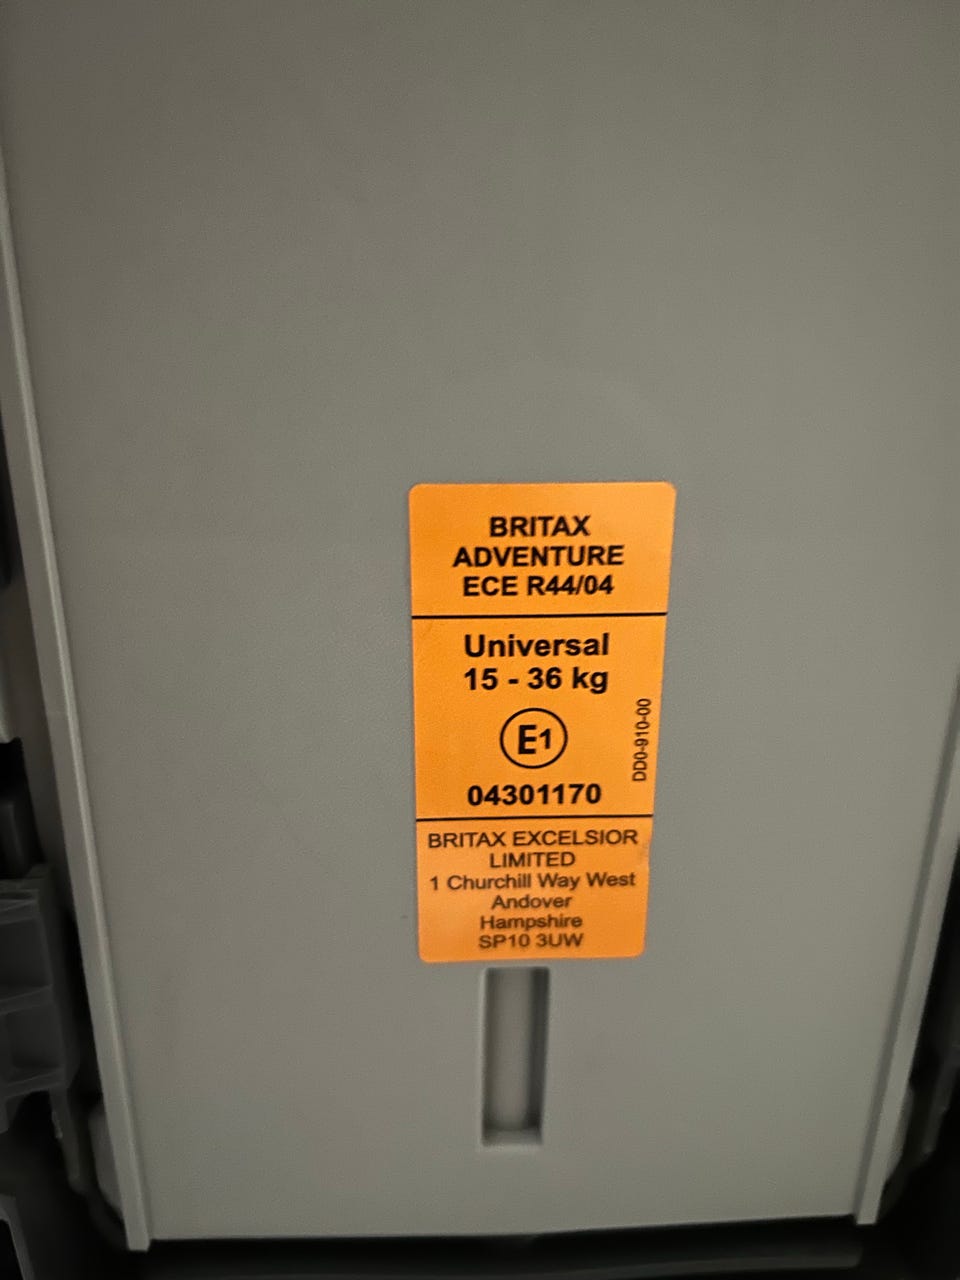 BRITAX
ADVENTURE
ECE R44/04
Universal
15 - 36 kg
E1
04301170
DD0-910-00
BRITAX EXCELSIOR
LIMITED
1 Churchill Way West
Andover
Hampshire
SP10 3UW